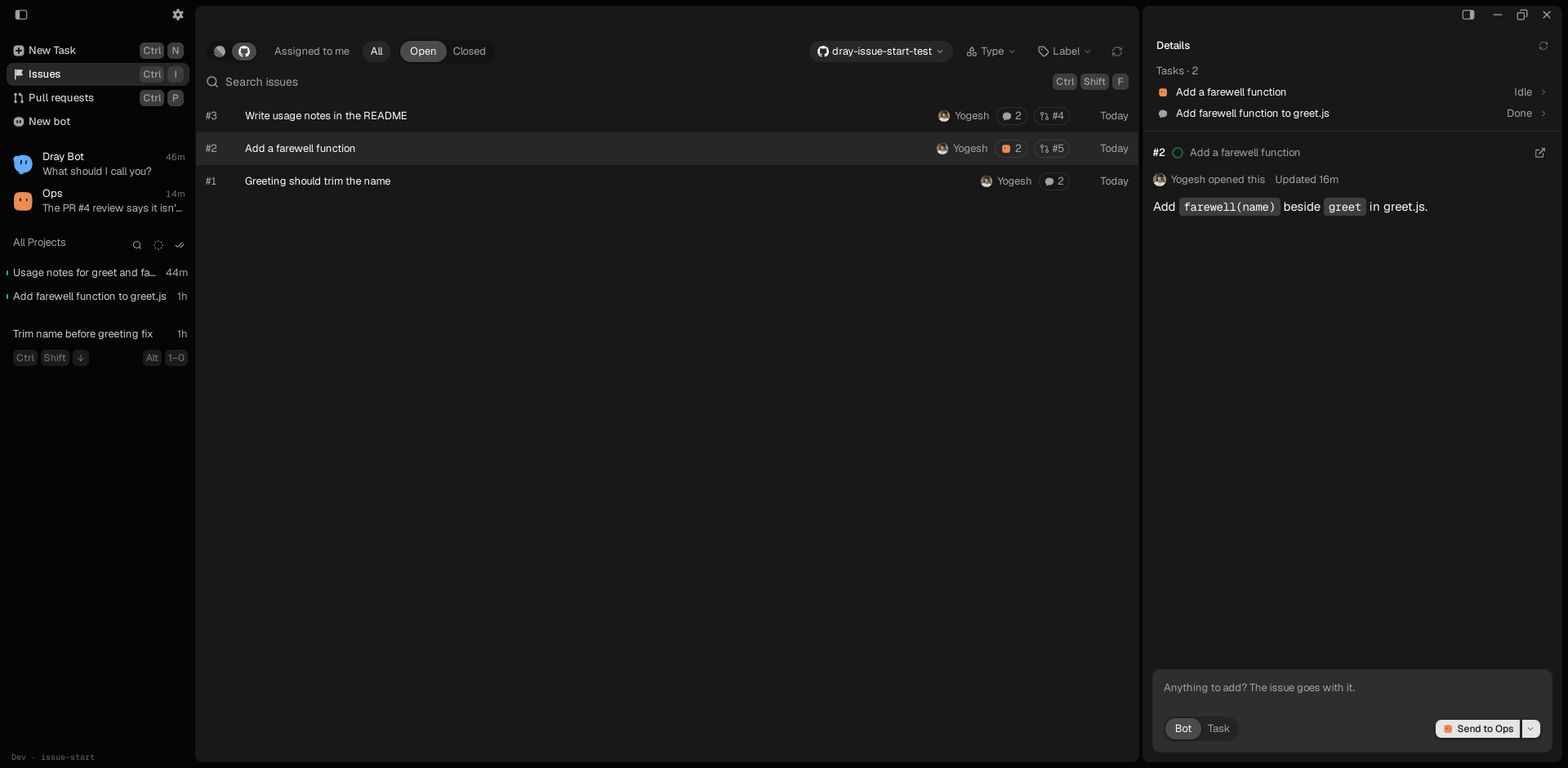 New Task Ctrl N
Issues Ctrl I
Pull requests Ctrl P
New bot
Dray Bot 46m
What should I call you?
Ops 14m
The PR #4 review says it isn'...
All Projects
Usage notes for greet and fa... 44m
Add farewell function to greet.js 1h
Trim name before greeting fix 1h
Ctrl Shift ↓ Alt 1–0
Dev · issue-start
Assigned to me All Open Closed dray-issue-start-test Type Label
Search issues Ctrl Shift F
#3 Write usage notes in the README Yogesh 2 #4 Today
#2 Add a farewell function Yogesh 2 #5 Today
#1 Greeting should trim the name Yogesh 2 Today
Details
Tasks · 2
Add a farewell function Idle
Add farewell function to greet.js Done
#2 Add a farewell function
Yogesh opened this Updated 16m
Add farewell(name) beside greet in greet.js.
Anything to add? The issue goes with it.
Bot Task Send to Ops